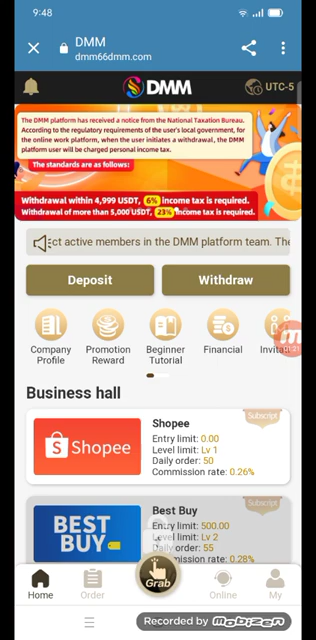 9:48
DMM
dmm66dmm.com
DMM
UTC-5
The DMM platform has received a notice from the National Taxation Bureau.
According to the regulatory requirements of the user's local government, for
the online work platform, when the user initiates a withdrawal, the DMM
platform user will be charged personal income tax.
The standards are as follows:
Withdrawal within 4,999 USDT, 6% income tax is required.
Withdrawal of more than 5,000 USDT, 23% income tax is required.
ct active members in the DMM platform team. The
Deposit
Withdraw
Company
Profile
Promotion
Reward
Beginner
Tutorial
Financial
Invitati
Business hall
Subscript
Shopee
Shopee
Entry limit: 0.00
Level limit: Lv 1
Daily order: 50
Commission rate: 0.26%
Subscript
BEST
BUY
Best Buy
Entry limit: 500.00
Level limit: Lv 2
Daily order: 55
Commission rate: 0.28%
Home
Order
Grab
Online
My
Recorded by Mobizen